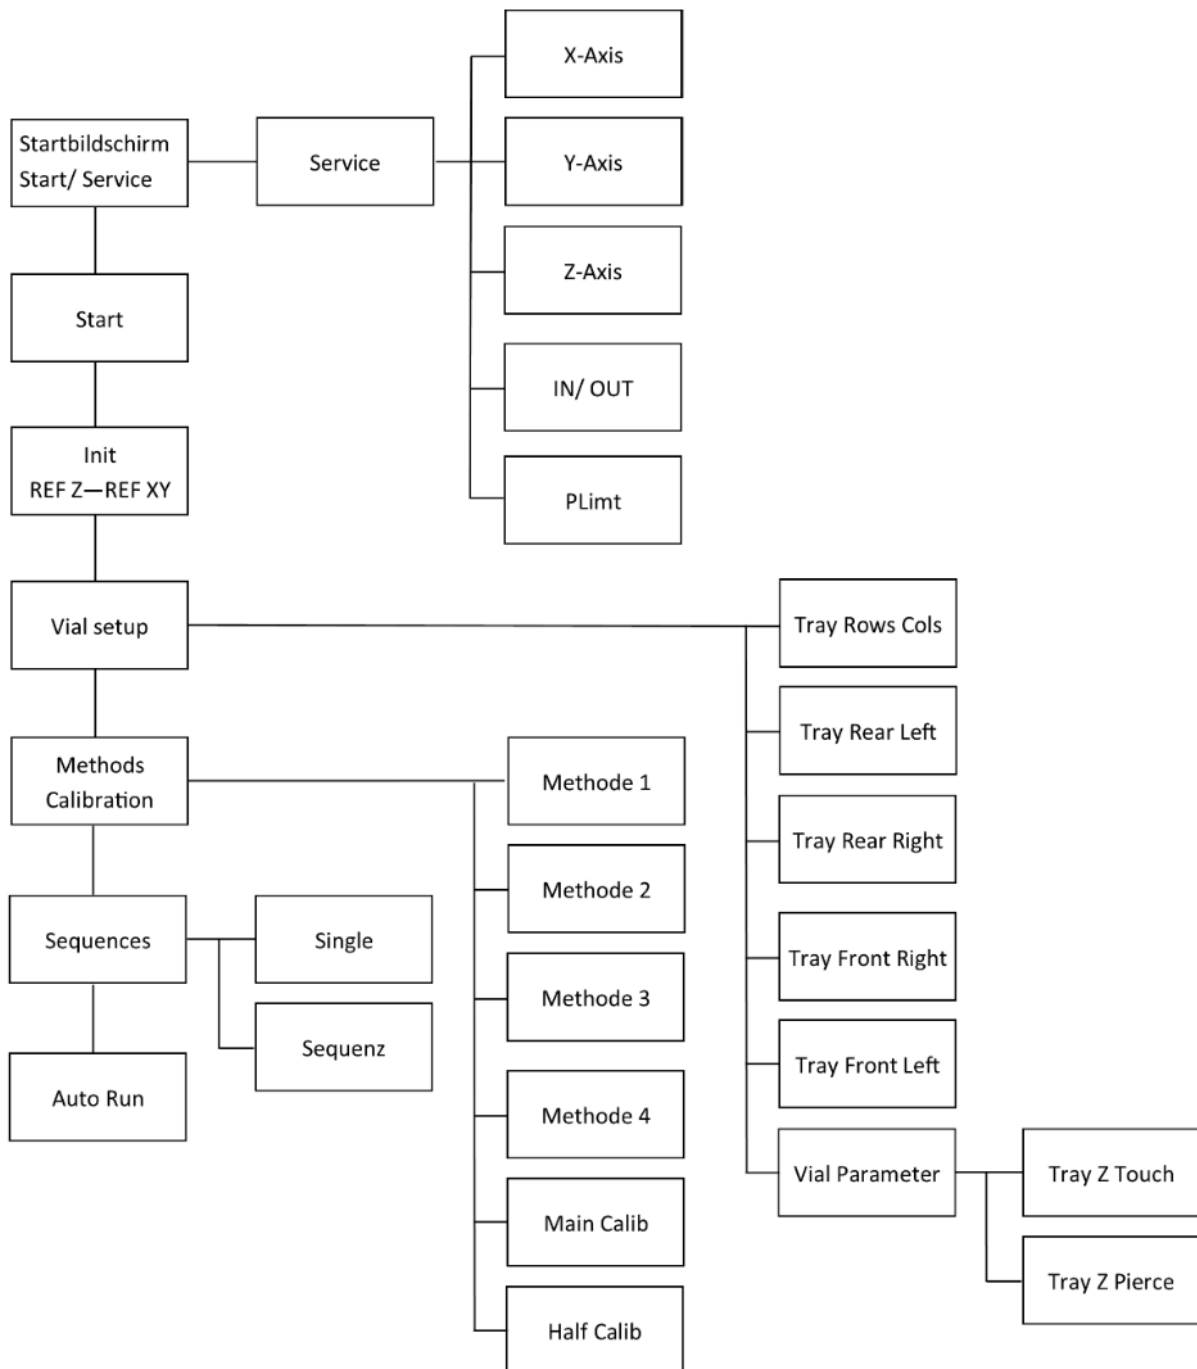 X-Axis
Startbildschirm
Start/ Service
Service
Y-Axis
Z-Axis
Start
IN/ OUT
Init
REF Z—REF XY
PLimt
Vial setup
Tray Rows Cols
Tray Rear Left
Methods
Calibration
Methode 1
Tray Rear Right
Methode 2
Sequences
Single
Tray Front Right
Methode 3
Sequenz
Tray Front Left
Auto Run
Methode 4
Vial Parameter
Tray Z Touch
Main Calib
Tray Z Pierce
Half Calib